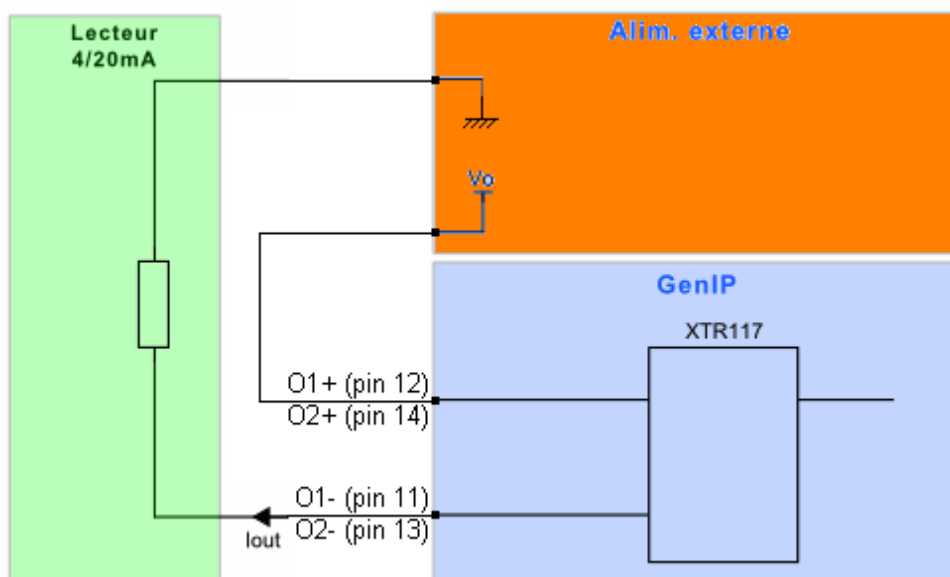 Lecteur
4/20mA
Alim. externe
Vo
GenIP
XTR117
O1+ (pin 12)
O2+ (pin 14)
O1- (pin 11)
O2- (pin 13)
Iout